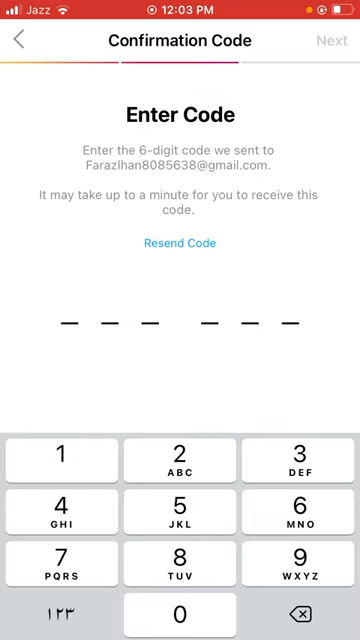 Jazz 12:03 PM
Confirmation Code Next
Enter Code
Enter the 6-digit code we sent to
Farazlhan8085638@gmail.com.
It may take up to a minute for you to receive this
code.
Resend Code
1 2 3
ABC DEF
4 5 6
GHI JKL MNO
7 8 9
PQRS TUV WXYZ
١٢٣ 0